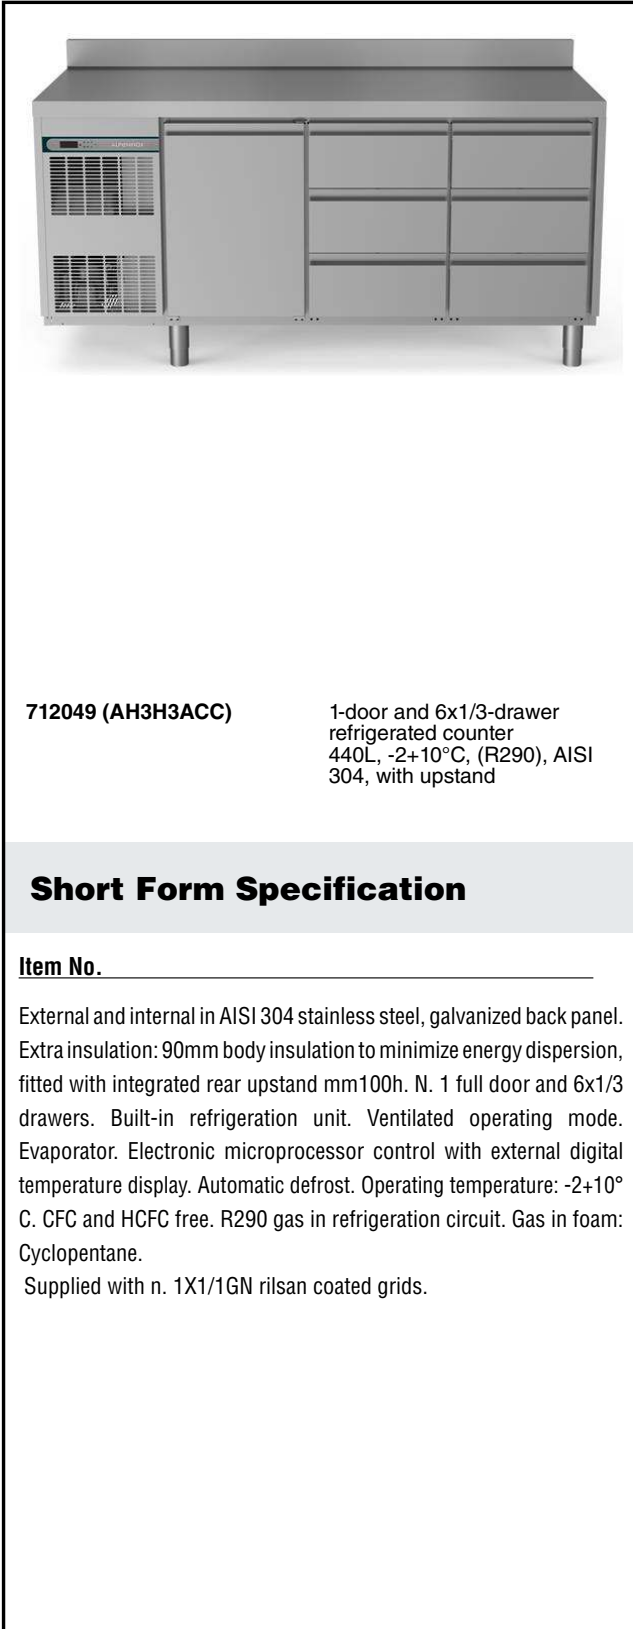 712049 (AH3H3ACC)
1-door and 6x1/3-drawer
refrigerated counter
440L, -2+10°C, (R290), AISI
304, with upstand
Short Form Specification
Item No.
External and internal in AISI 304 stainless steel, galvanized back panel.
Extra insulation: 90mm body insulation to minimize energy dispersion,
fitted with integrated rear upstand mm100h. N. 1 full door and 6x1/3
drawers. Built-in refrigeration unit. Ventilated operating mode.
Evaporator. Electronic microprocessor control with external digital
temperature display. Automatic defrost. Operating temperature: -2+10°
C. CFC and HCFC free. R290 gas in refrigeration circuit. Gas in foam:
Cyclopentane.
Supplied with n. 1X1/1GN rilsan coated grids.